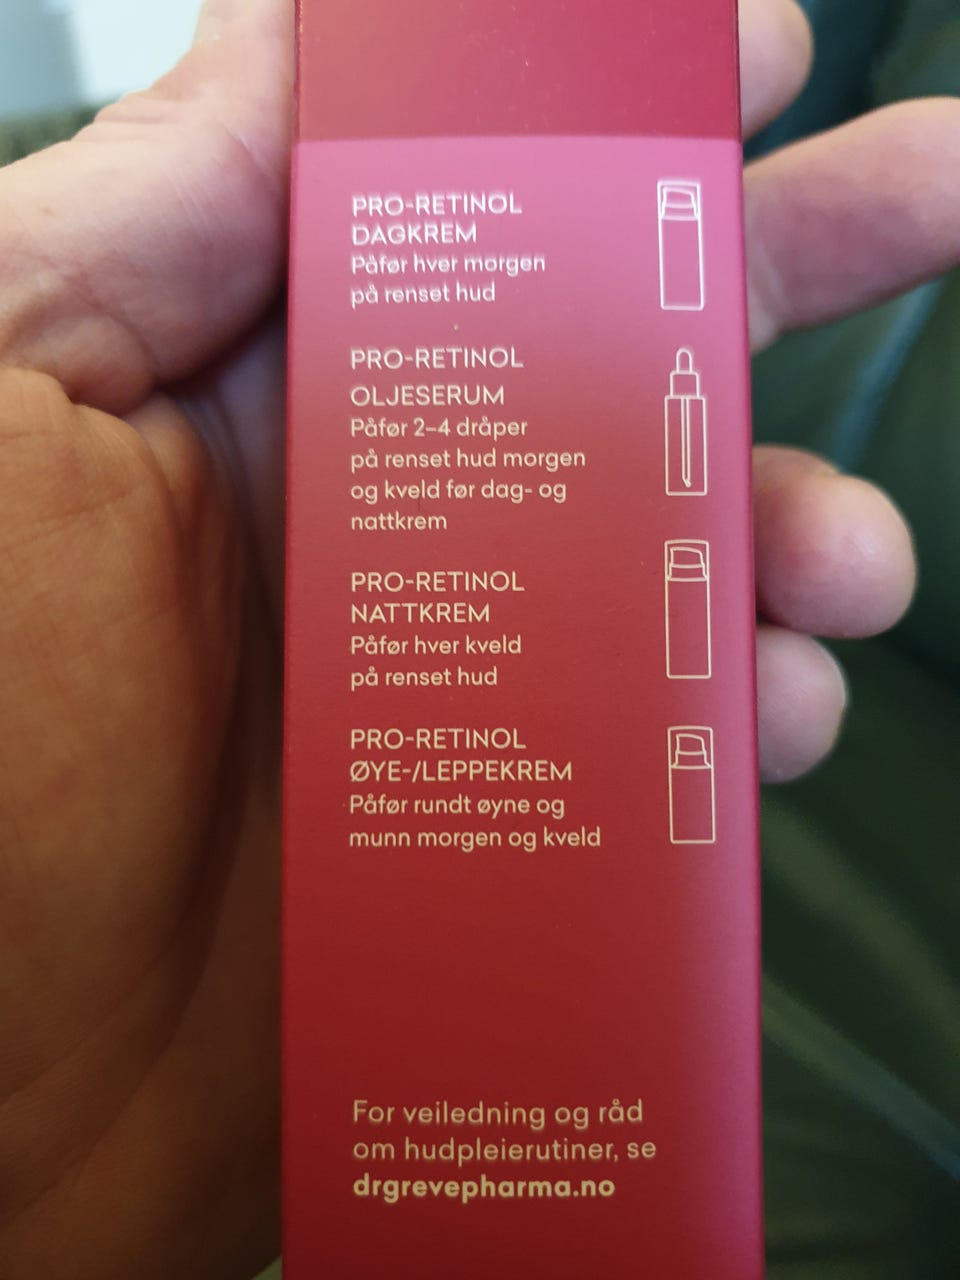 PRO-RETINOL
DAGKREM
Påfør hver morgen
på renset hud
PRO-RETINOL
OLJESERUM
Påfør 2–4 dråper
på renset hud morgen
og kveld før dag- og
nattkrem
PRO-RETINOL
NATTKREM
Påfør hver kveld
på renset hud
PRO-RETINOL
ØYE-/LEPPEKREM
Påfør rundt øyne og
munn morgen og kveld
For veiledning og råd
om hudpleierutiner, se
drgrevepharma.no